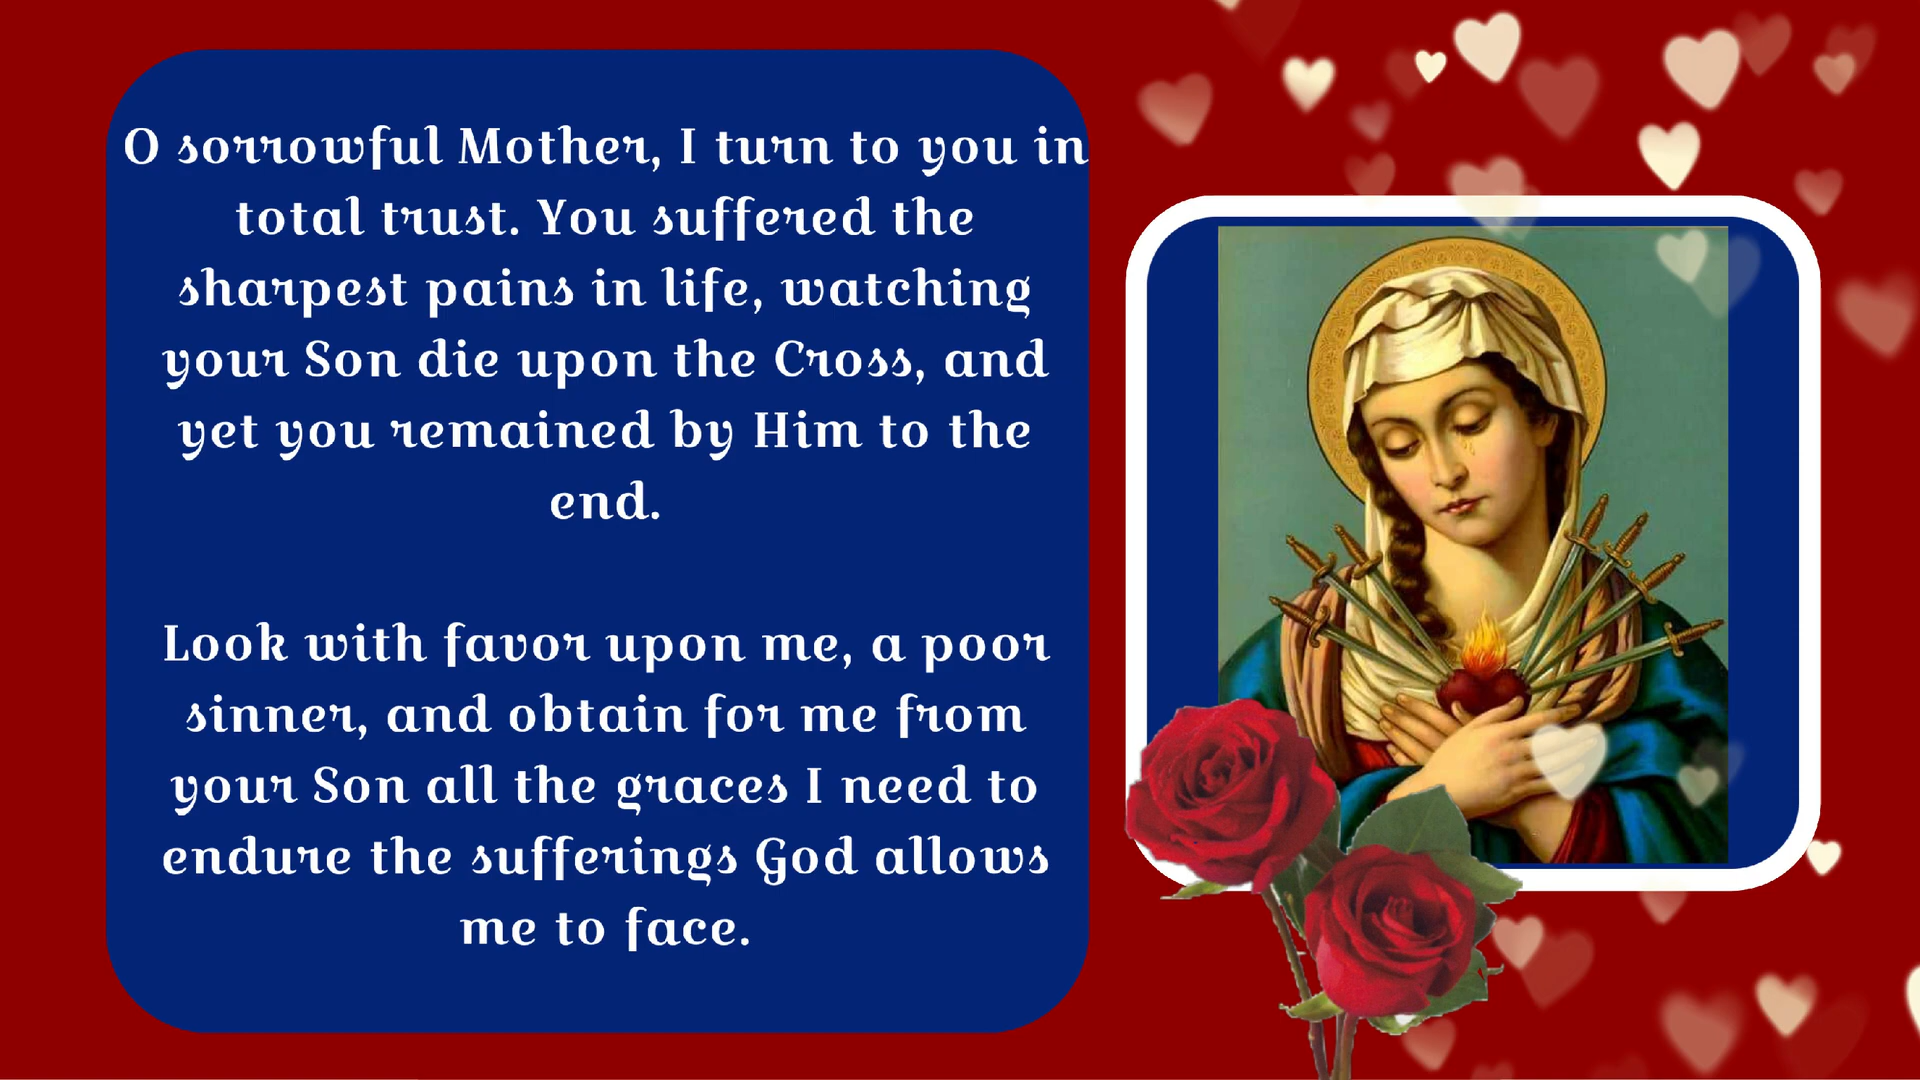 O sorrowful Mother, I turn to you in
total trust. You suffered the
sharpest pains in life, watching
your Son die upon the Cross, and
yet you remained by Him to the
end.
Look with favor upon me, a poor
sinner, and obtain for me from
your Son all the graces I need to
endure the sufferings God allows
me to face.